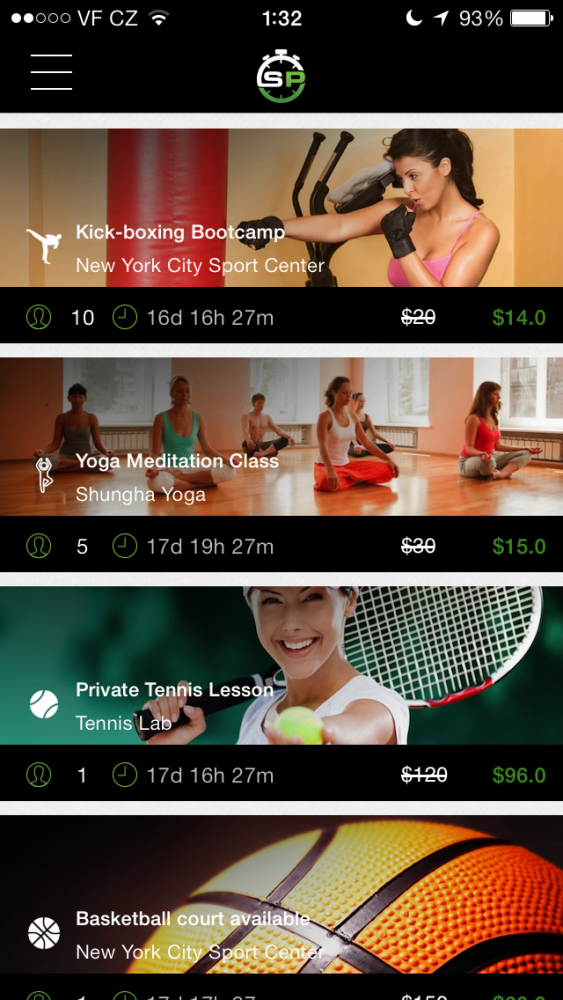 VF CZ 1:32 93%
SP
Kick-boxing Bootcamp
New York City Sport Center
10 16d 16h 27m $20 $14.0
Yoga Meditation Class
Shungha Yoga
5 17d 19h 27m $30 $15.0
Private Tennis Lesson
Tennis Lab
1 17d 16h 27m $120 $96.0
Basketball court available
New York City Sport Center